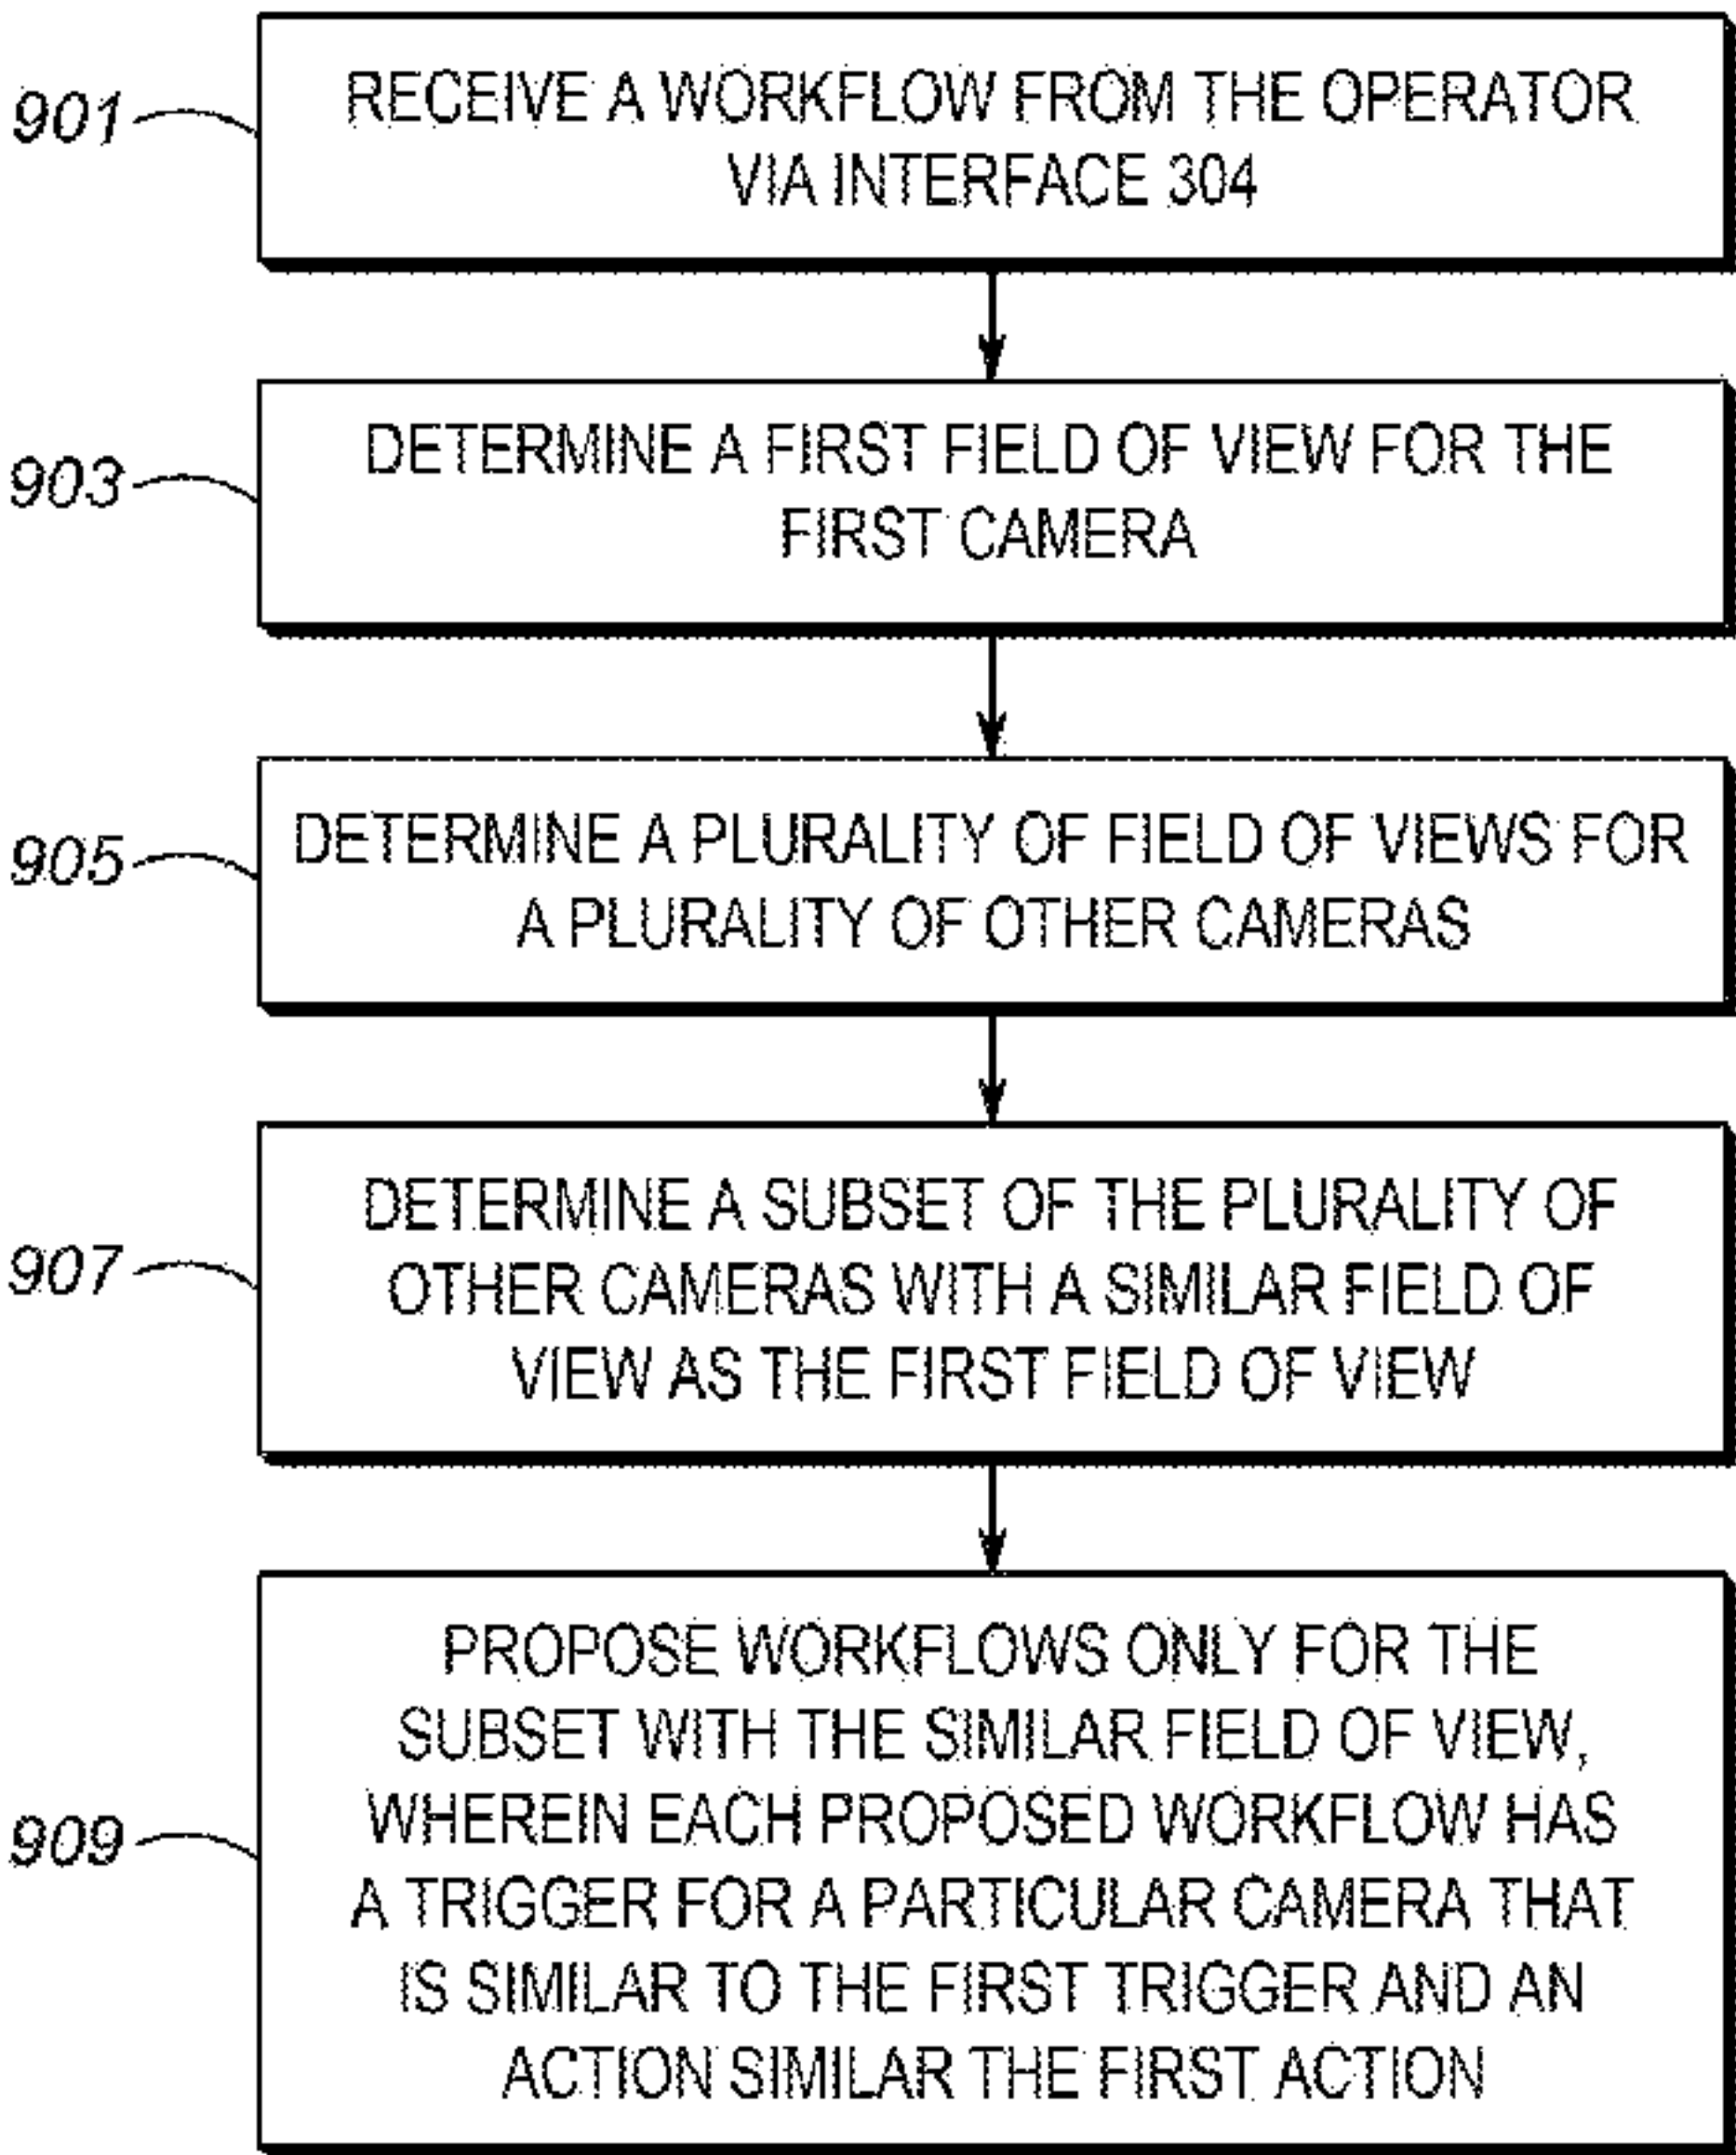 901
RECEIVE A WORKFLOW FROM THE OPERATOR
VIA INTERFACE 304
903
DETERMINE A FIRST FIELD OF VIEW FOR THE
FIRST CAMERA
905
DETERMINE A PLURALITY OF FIELD OF VIEWS FOR
A PLURALITY OF OTHER CAMERAS
907
DETERMINE A SUBSET OF THE PLURALITY OF
OTHER CAMERAS WITH A SIMILAR FIELD OF
VIEW AS THE FIRST FIELD OF VIEW
909
PROPOSE WORKFLOWS ONLY FOR THE
SUBSET WITH THE SIMILAR FIELD OF VIEW,
WHEREIN EACH PROPOSED WORKFLOW HAS
A TRIGGER FOR A PARTICULAR CAMERA THAT
IS SIMILAR TO THE FIRST TRIGGER AND AN
ACTION SIMILAR THE FIRST ACTION